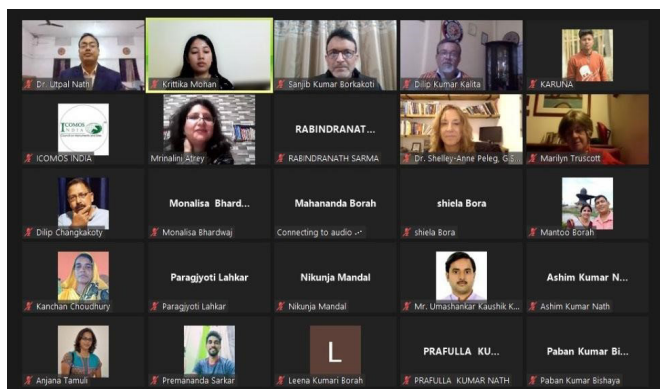 Dr. Utpal Nath
Krittika Mohan
Sanjib Kumar Borkakoti
Dilip Kumar Kalita
KARUNA
ICOMOS
INDIA
ICOMOS INDIA
Mrinalini Atrey
RABINDRANAT...
RABINDRANATH SARMA
Dr. Shelley-Anne Peleg, G S...
Marilyn Truscott
Dilip Changkakoty
Monalisa Bhard...
Monalisa Bhardwaj
Mahananda Borah
Connecting to audio
shiela Bora
shiela Bora
Mantoo Borah
Kanchan Choudhury
Paragjyoti Lahkar
Paragjyoti Lahkar
Nikunja Mandal
Nikunja Mandal
Mr. Umashankar Kaushik K...
Ashim Kumar N...
Ashim Kumar Nath
Anjana Tamuli
Premananda Sarkar
L
Leena Kumari Borah
PRAFULLA KU...
PRAFULLA KUMAR NATH
Paban Kumar Bi...
Paban Kumar Bishaya